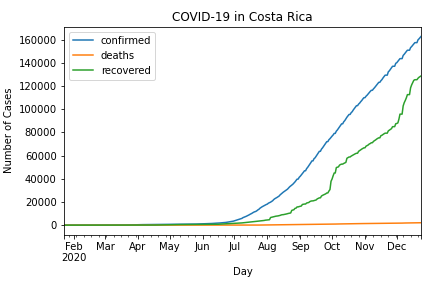 COVID-19 in Costa Rica
confirmed
deaths
recovered
Number of Cases
160000
140000
120000
100000
80000
60000
40000
20000
0
Feb Mar Apr May Jun Jul Aug Sep Oct Nov Dec
2020
Day